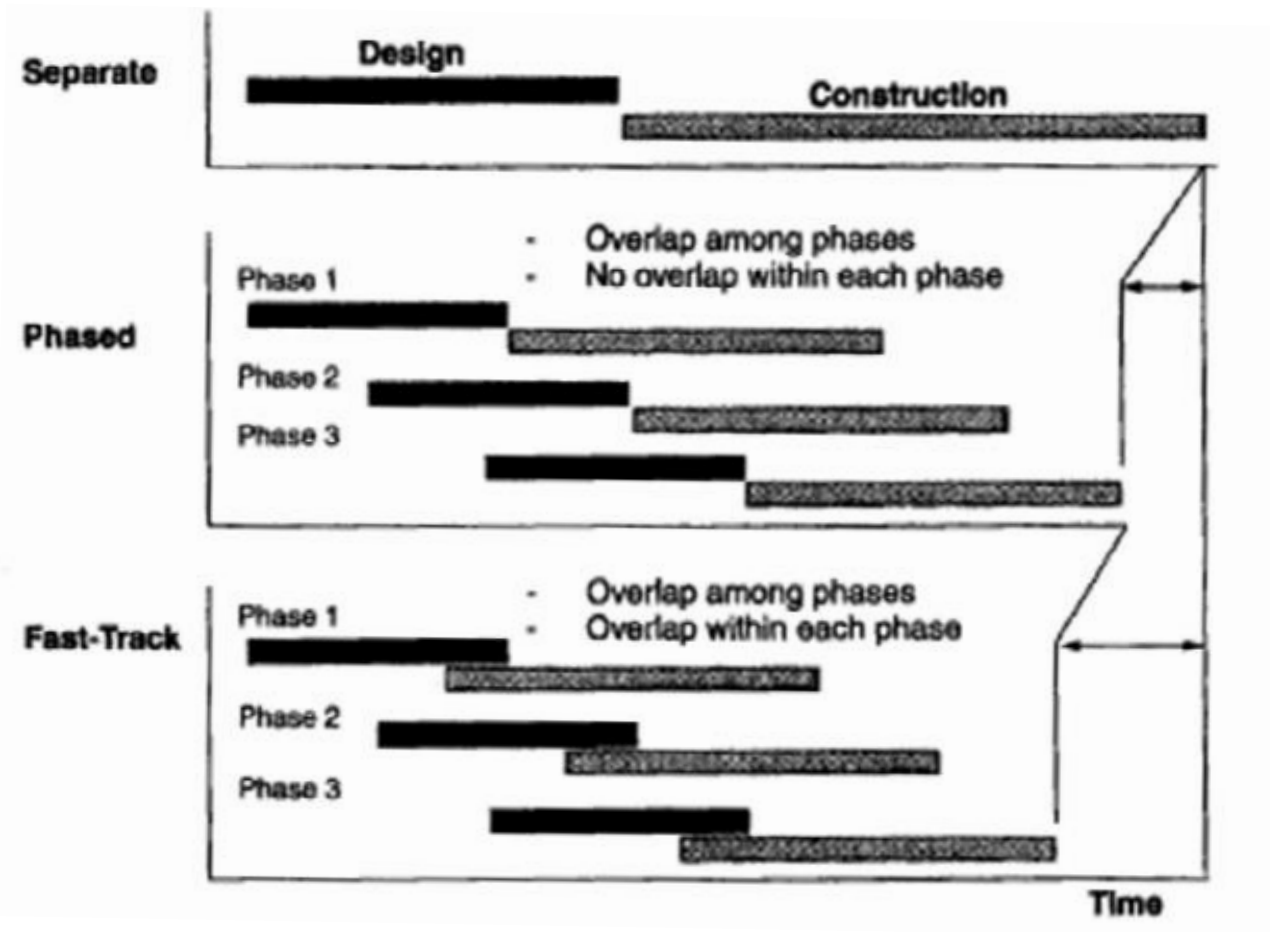 Separate
Design
Construction
Phased
- Overlap among phases
- No overlap within each phase
Phase 1
Phase 2
Phase 3
Fast-Track
- Overlap among phases
- Overlap within each phase
Phase 1
Phase 2
Phase 3
Time